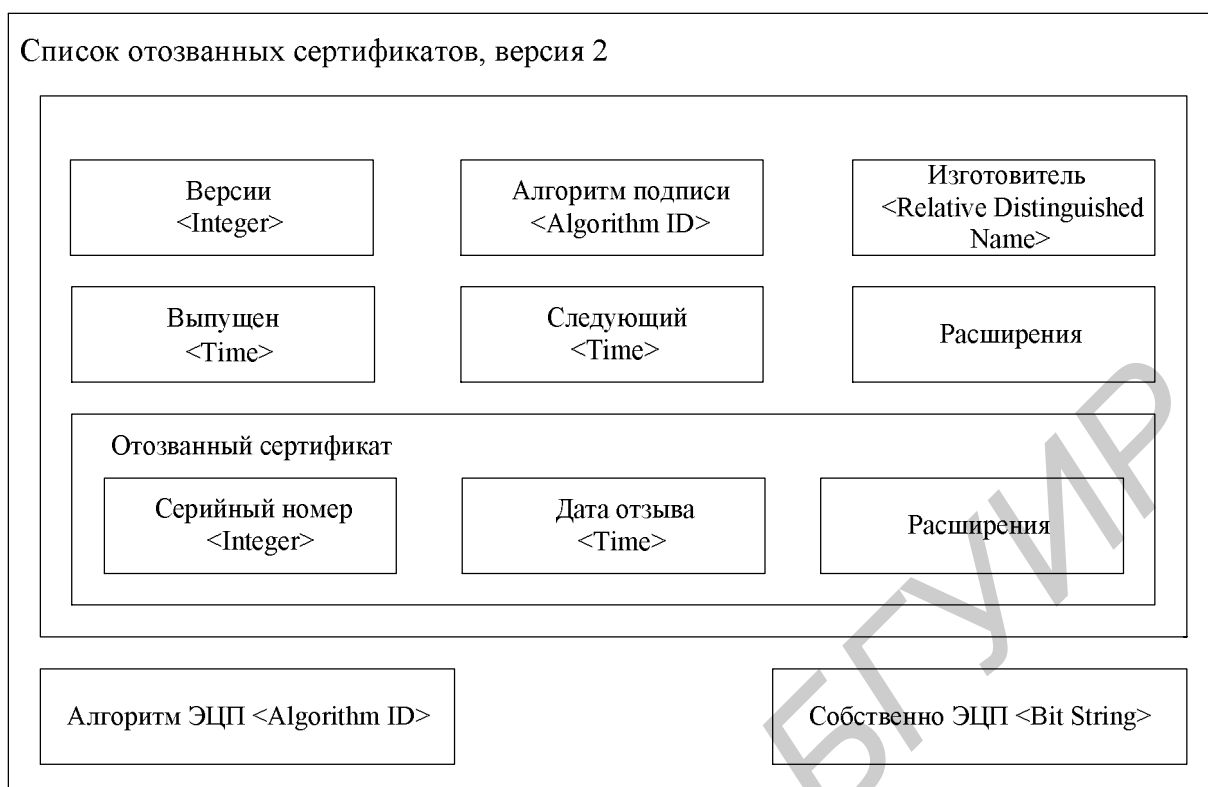 Список отозванных сертификатов, версия 2
Версии
<Integer>
Алгоритм подписи
<Algorithm ID>
Изготовитель
<Relative Distinguished
Name>
Выпущен
<Time>
Следующий
<Time>
Расширения
Отозванный сертификат
Серийный номер
<Integer>
Дата отзыва
<Time>
Расширения
Алгоритм ЭЦП <Algorithm ID>
Собственно ЭЦП <Bit String>
БГУИР